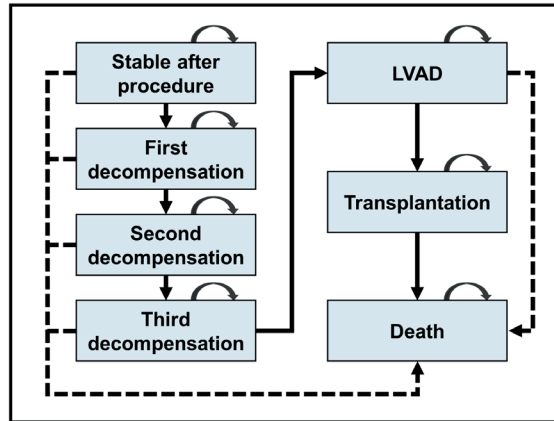 Stable after
procedure
First
decompensation
Second
decompensation
Third
decompensation
LVAD
Transplantation
Death